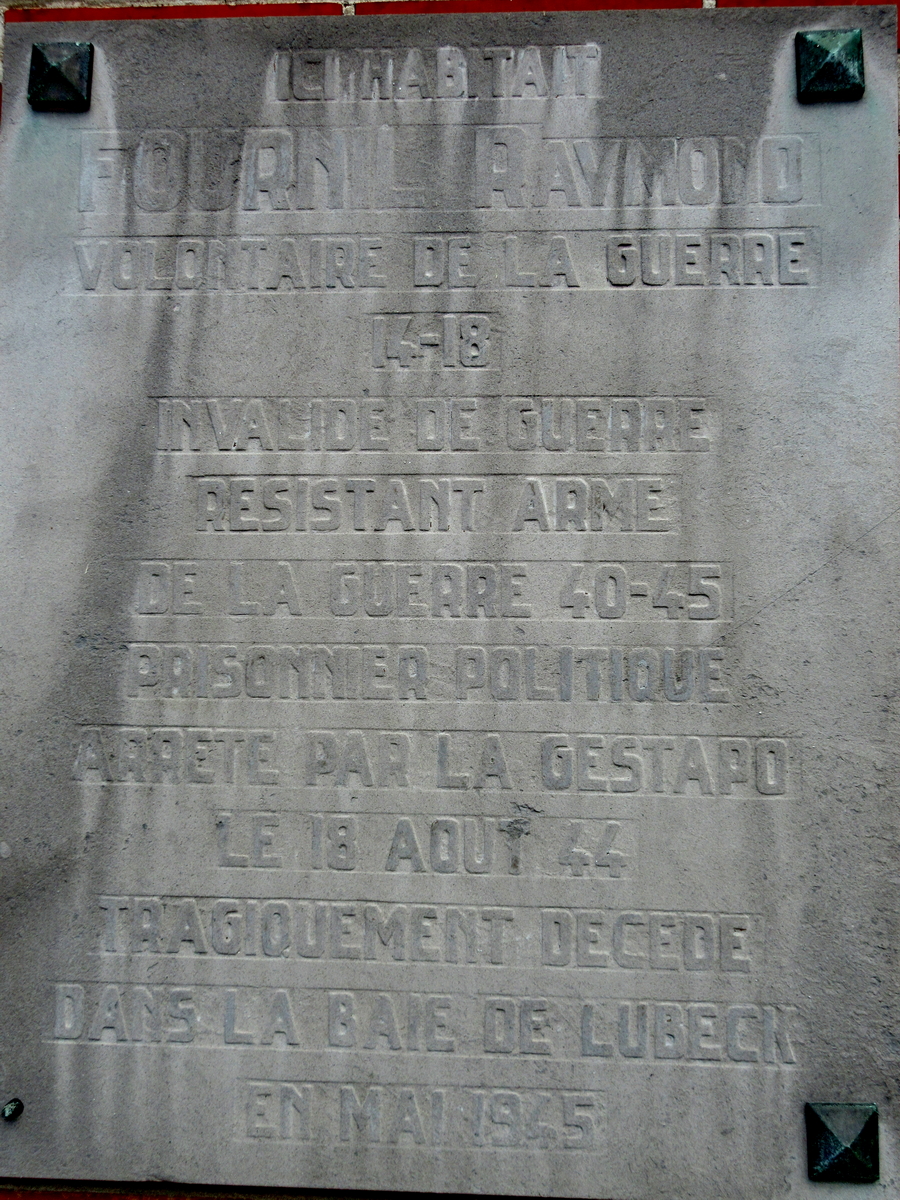 ICI HABITAIT
FOURNIL RAYMOND
VOLONTAIRE DE LA GUERRE
14-18
INVALIDE DE GUERRE
RESISTANT ARME
DE LA GUERRE 40-45
PRISONNIER POLITIQUE
ARRETE PAR LA GESTAPO
LE 18 AOUT 44
TRAGIQUEMENT DECEDE
DANS LA BAIE DE LUBECK
EN MAI 1945